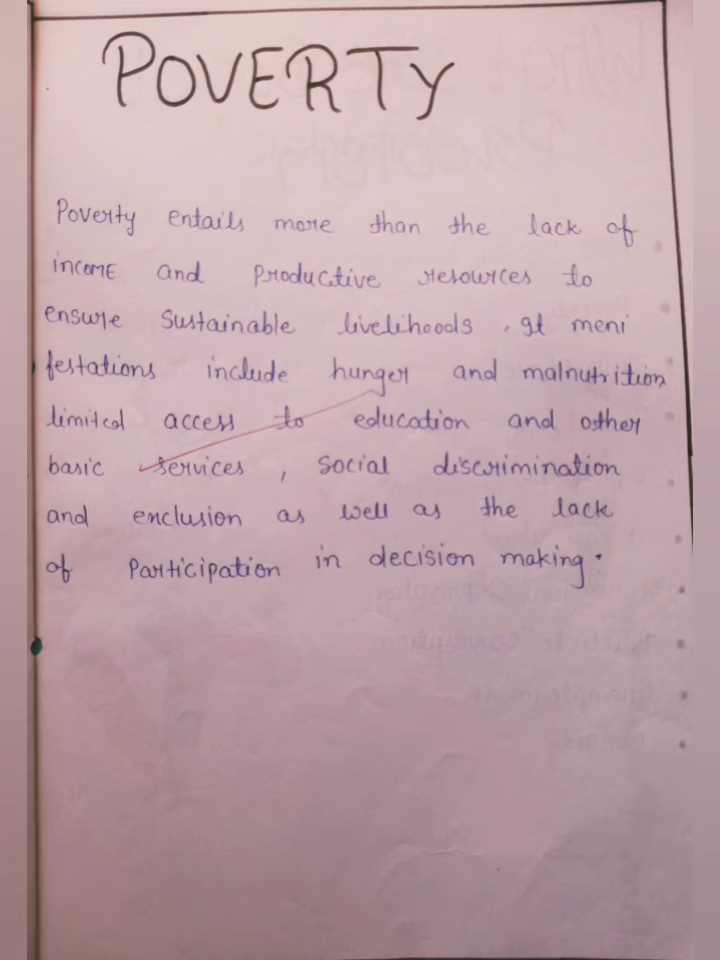 POVERTY
Poverty entails more than the lack of
income and productive resources to
ensure sustainable livelihoods. It meni
festations include hunger and malnutrition
limited access to education and other
basic services, social discrimination
and exclusion as well as the lack
of Participation in decision making.